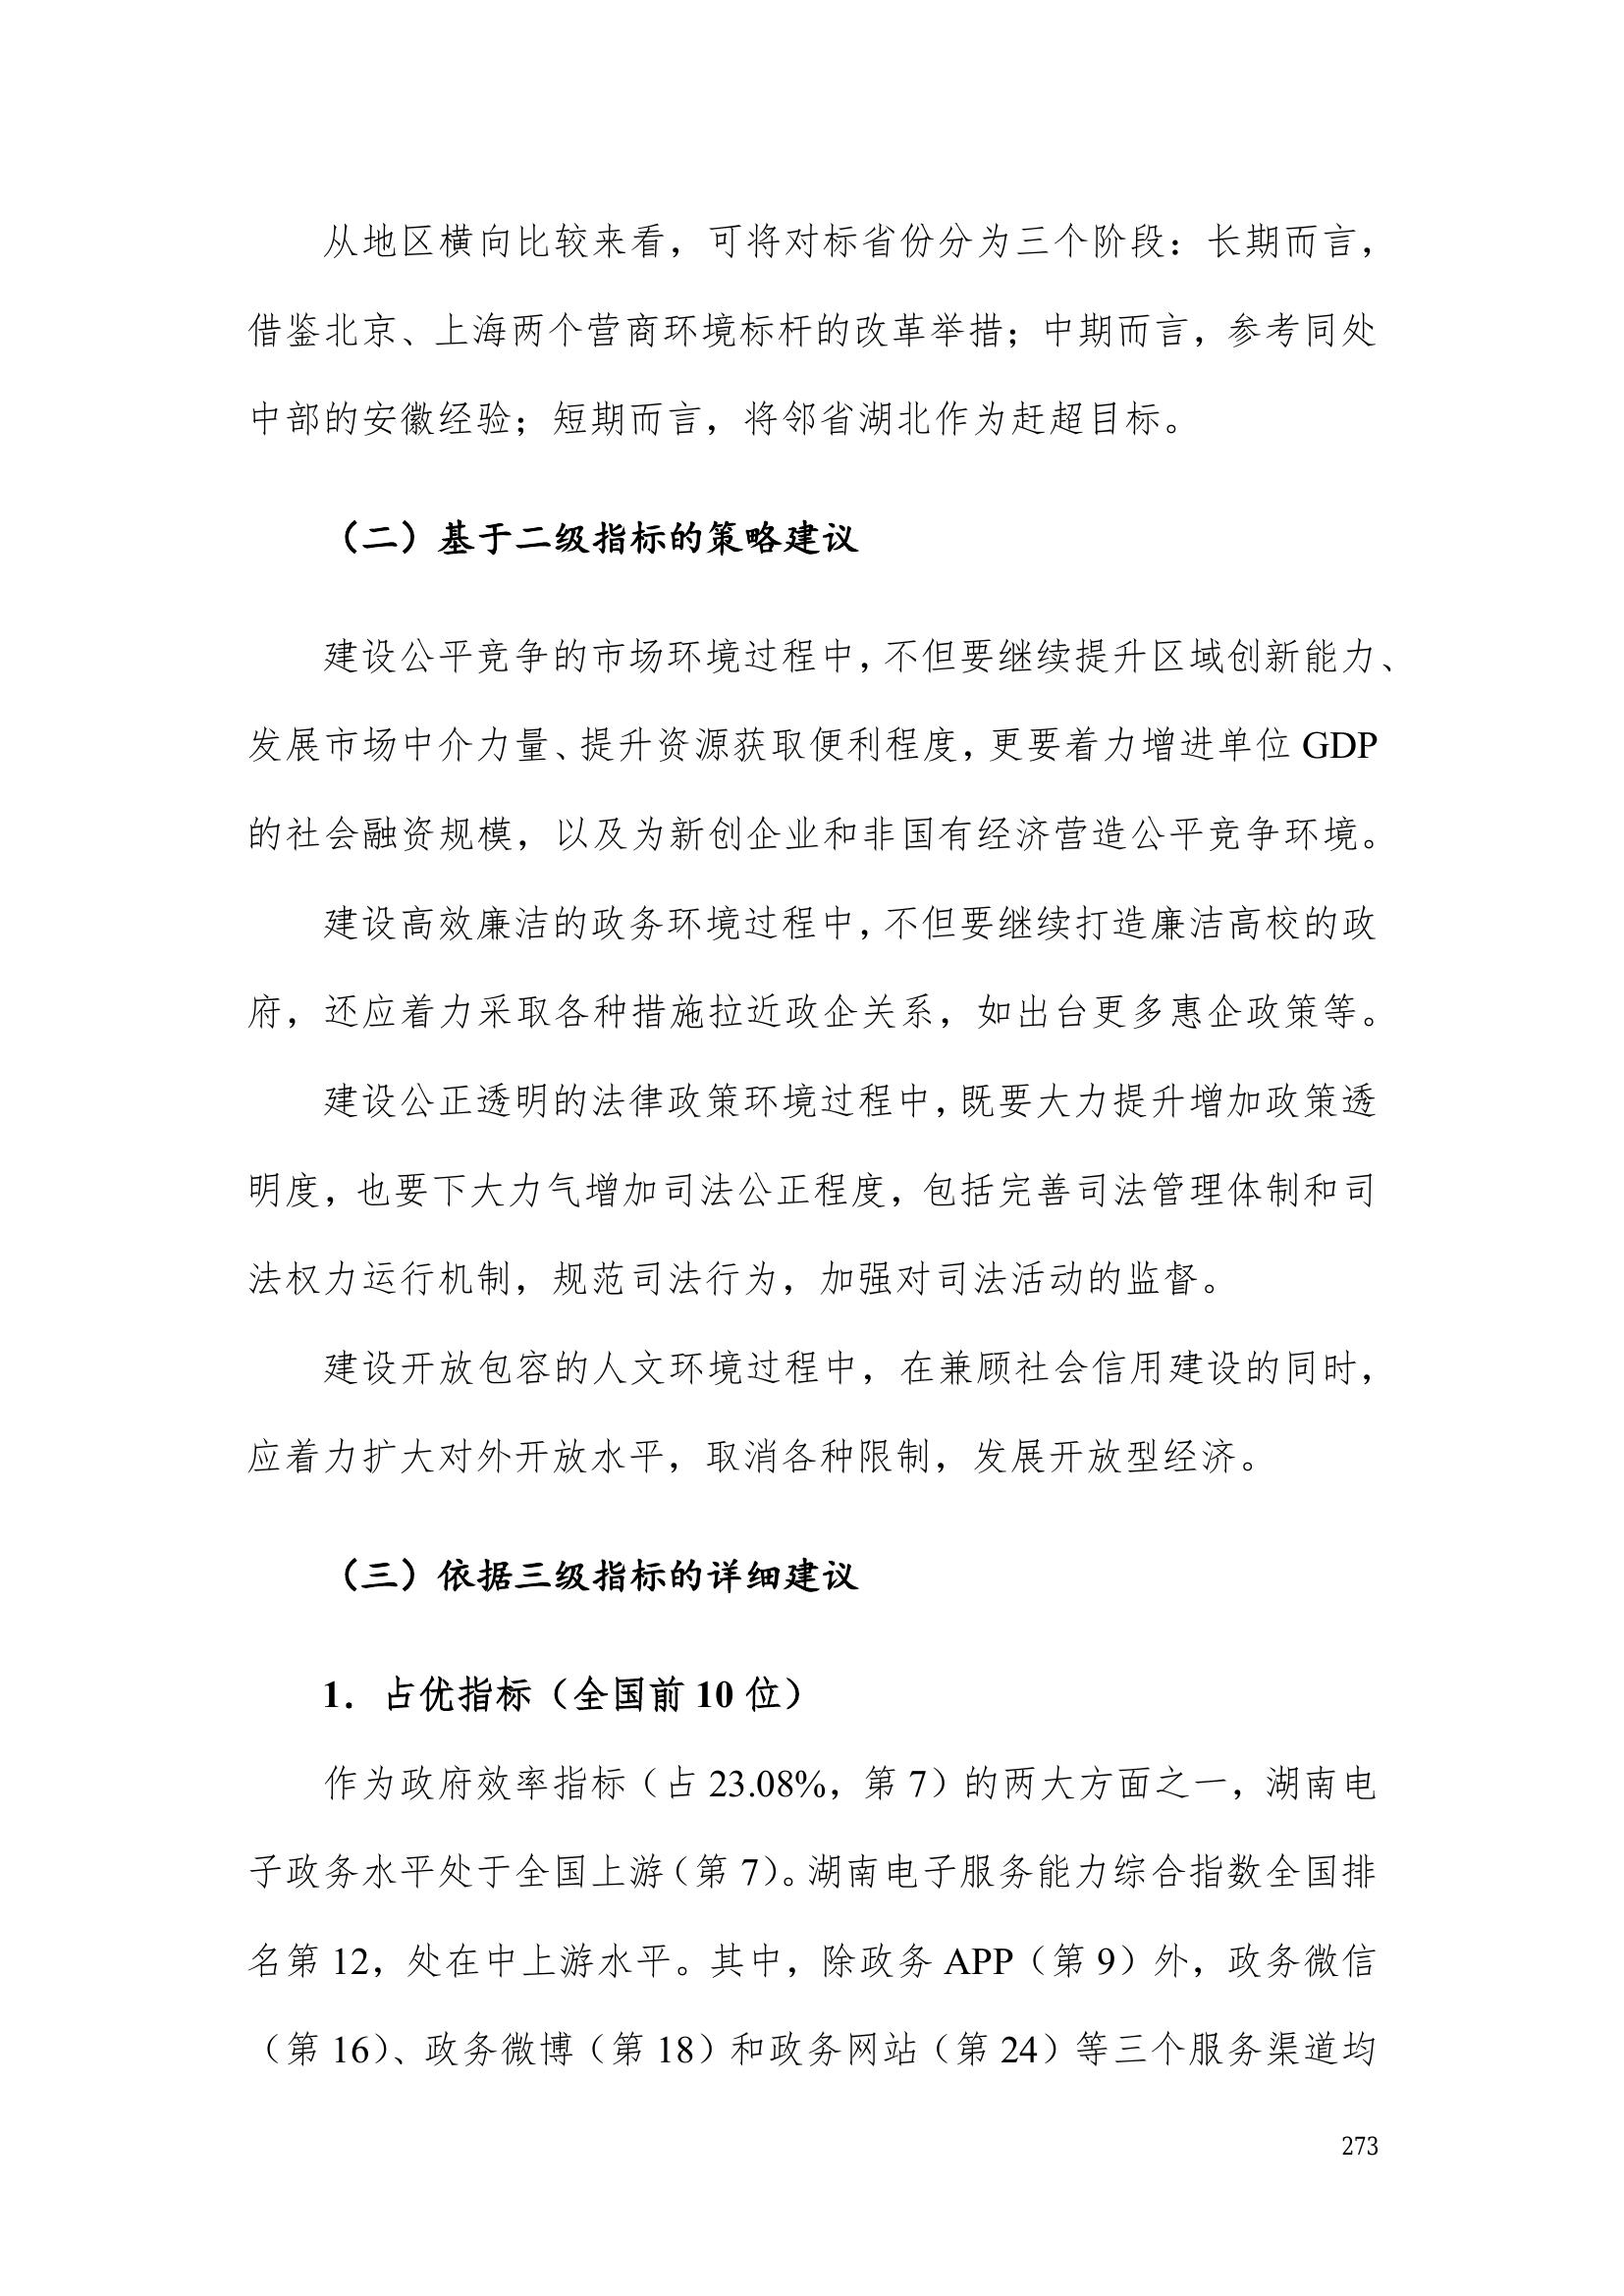 从地区横向比较来看，可将对标省份分为三个阶段：长期而言，
借鉴北京、上海两个营商环境标杆的改革举措；中期而言，参考同处
中部的安徽经验；短期而言，将邻省湖北作为赶超目标。
（二）基于二级指标的策略建议
建设公平竞争的市场环境过程中，不但要继续提升区域创新能力、
发展市场中介力量、提升资源获取便利程度，更要着力增进单位 GDP
的社会融资规模，以及为新创企业和非国有经济营造公平竞争环境。
建设高效廉洁的政务环境过程中，不但要继续打造廉洁高校的政
府，还应着力采取各种措施拉近政企关系，如出台更多惠企政策等。
建设公正透明的法律政策环境过程中，既要大力提升增加政策透
明度，也要下大力气增加司法公正程度，包括完善司法管理体制和司
法权力运行机制，规范司法行为，加强对司法活动的监督。
建设开放包容的人文环境过程中，在兼顾社会信用建设的同时，
应着力扩大对外开放水平，取消各种限制，发展开放型经济。
（三）依据三级指标的详细建议
1．占优指标（全国前 10 位）
作为政府效率指标（占 23.08%，第 7）的两大方面之一，湖南电
子政务水平处于全国上游（第 7）。湖南电子服务能力综合指数全国排
名第 12，处在中上游水平。其中，除政务 APP（第 9）外，政务微信
（第 16）、政务微博（第 18）和政务网站（第 24）等三个服务渠道均
273